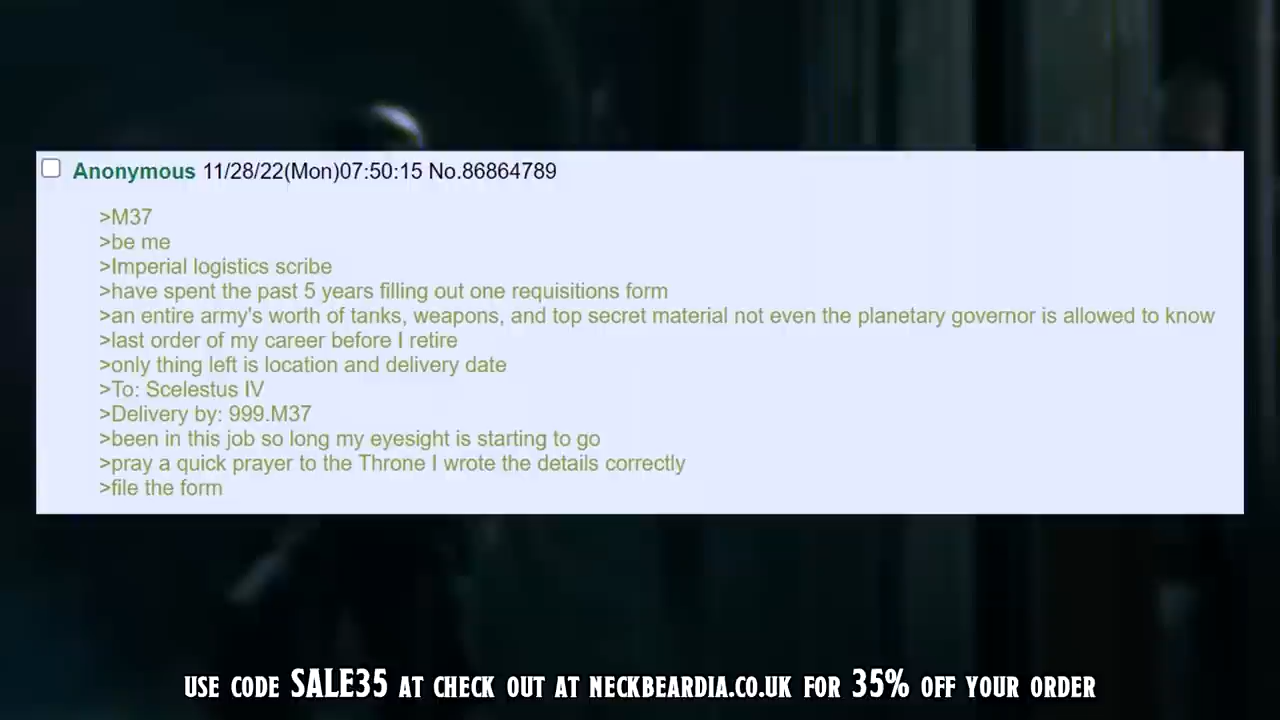 Anonymous 11/28/22(Mon)07:50:15 No.86864789
>M37
>be me
>Imperial logistics scribe
>have spent the past 5 years filling out one requisitions form
>an entire army's worth of tanks, weapons, and top secret material not even the planetary governor is allowed to know
>last order of my career before I retire
>only thing left is location and delivery date
>To: Scelestus IV
>Delivery by: 999.M37
>been in this job so long my eyesight is starting to go
>pray a quick prayer to the Throne I wrote the details correctly
>file the form
USE CODE SALE35 AT CHECK OUT AT NECKBEARDIA.CO.UK FOR 35% OFF YOUR ORDER